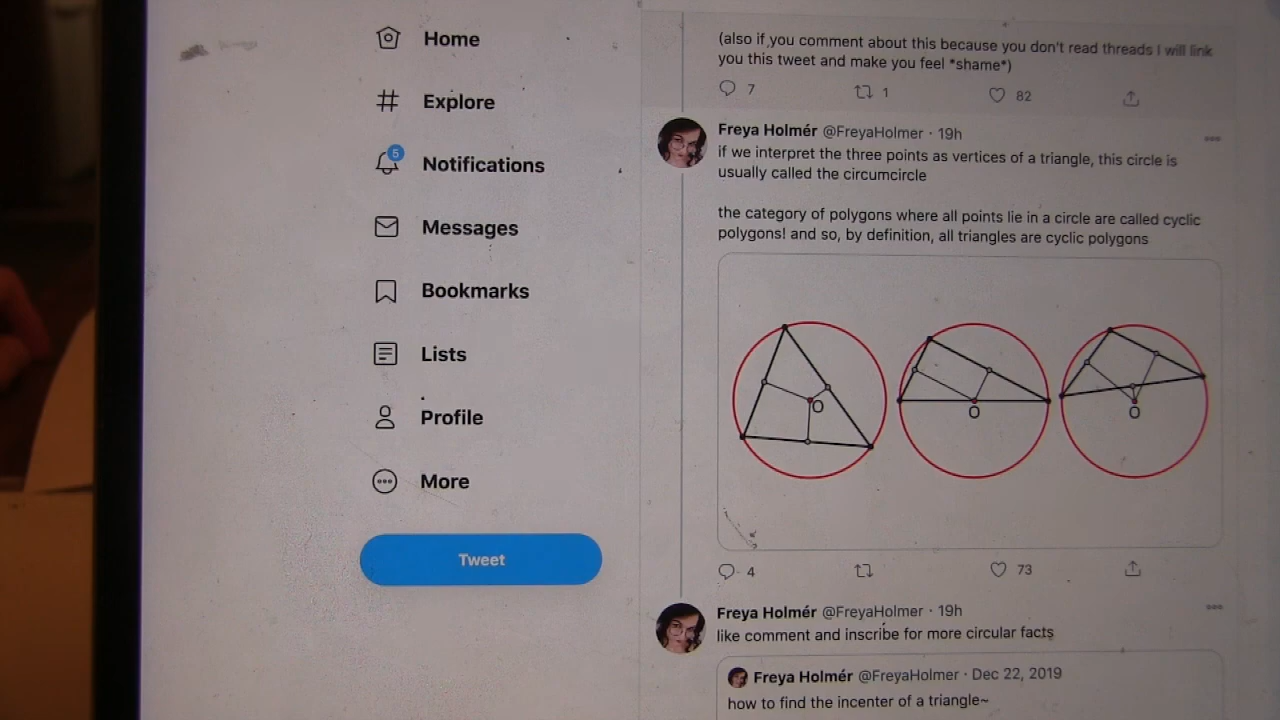 Home
Explore
5
Notifications
Messages
Bookmarks
Lists
Profile
More
Tweet
(also if you comment about this because you don't read threads I will link
you this tweet and make you feel *shame*)
7 1 82
Freya Holmér @FreyaHolmer · 19h
if we interpret the three points as vertices of a triangle, this circle is
usually called the circumcircle
the category of polygons where all points lie in a circle are called cyclic
polygons! and so, by definition, all triangles are cyclic polygons
O O O
4 73
Freya Holmér @FreyaHolmer · 19h
like comment and inscribe for more circular facts
Freya Holmér @FreyaHolmer · Dec 22, 2019
how to find the incenter of a triangle~